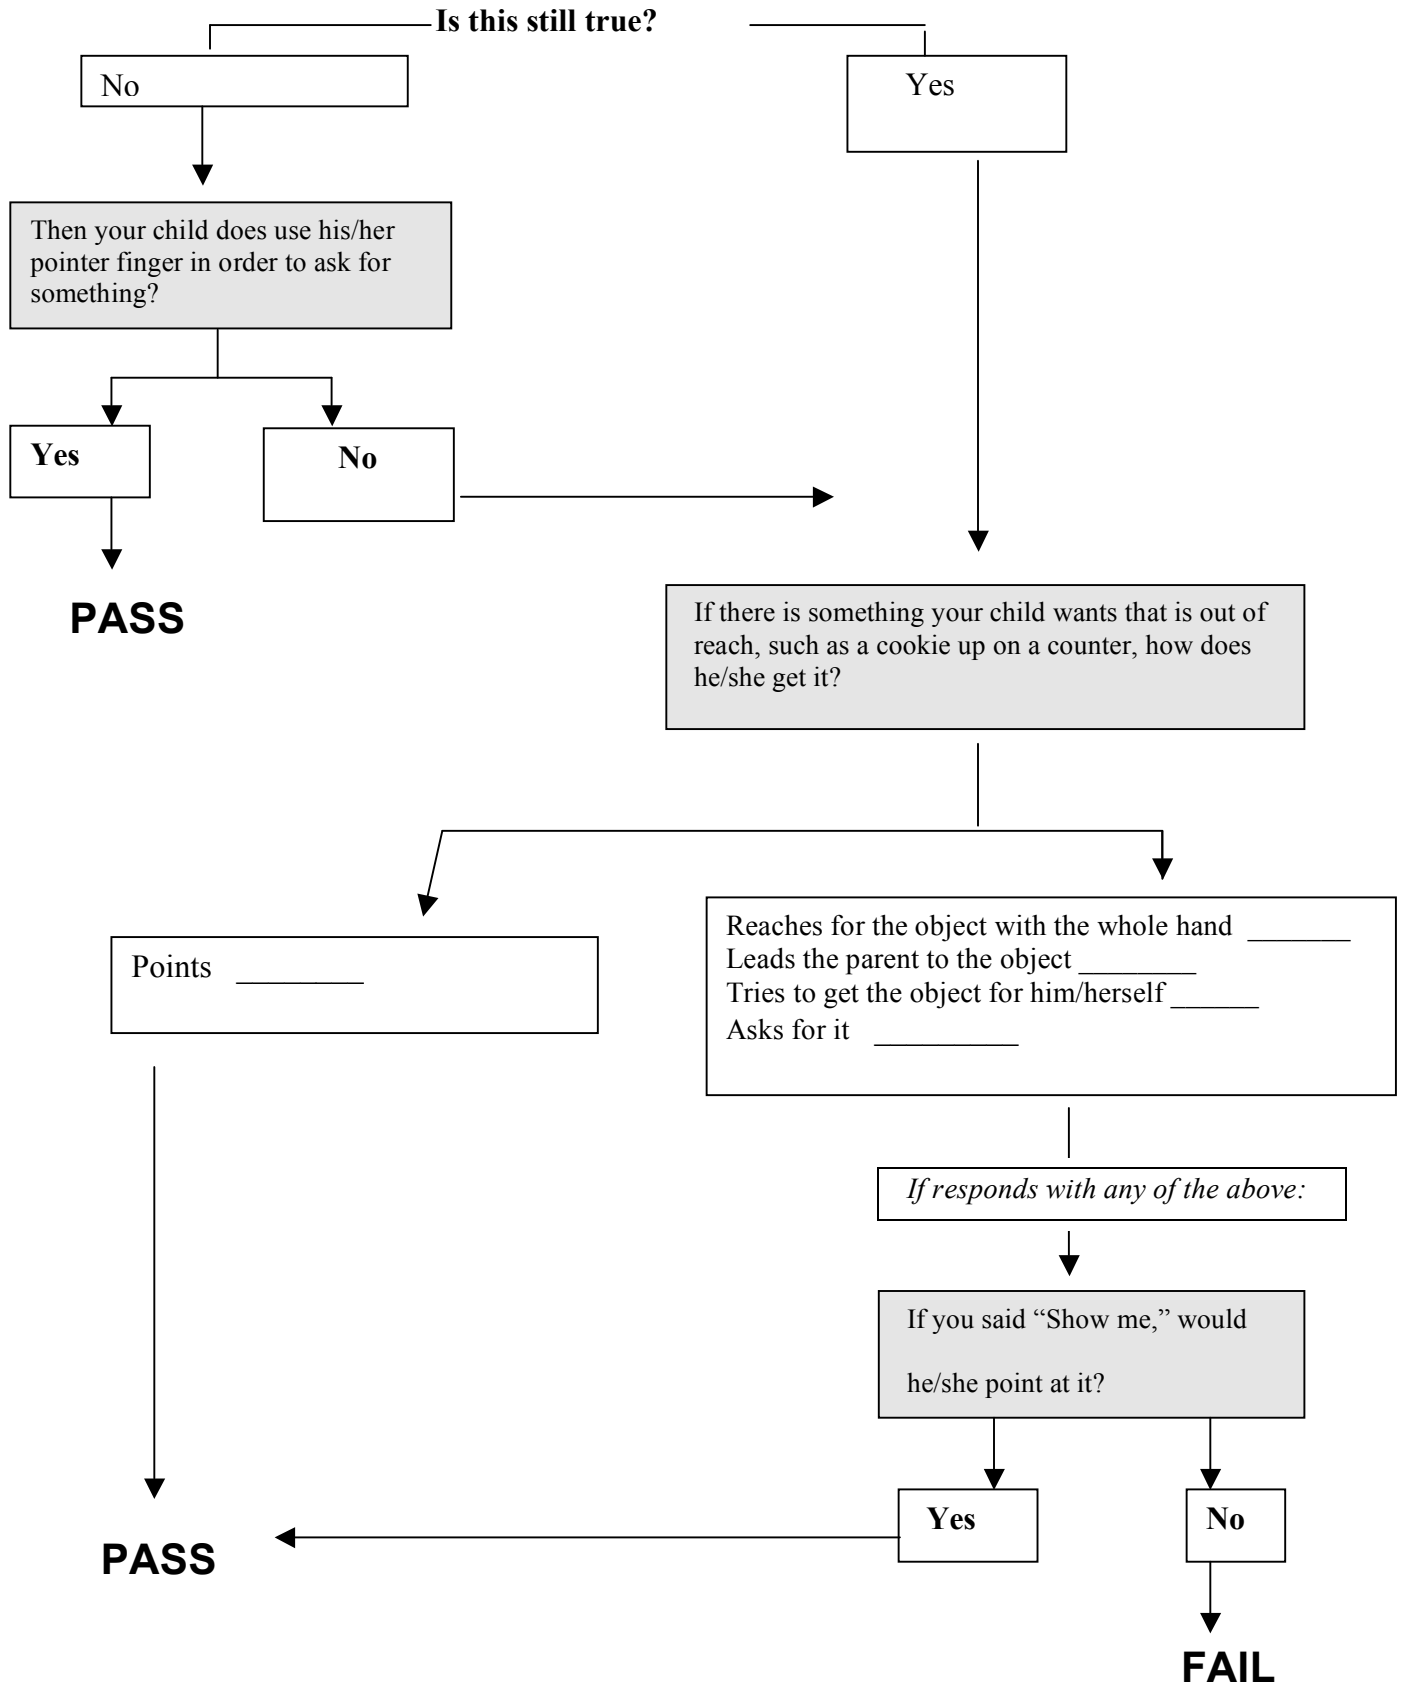 Is this still true?
No
Yes
Then your child does use his/her
pointer finger in order to ask for
something?
Yes
No
PASS
If there is something your child wants that is out of
reach, such as a cookie up on a counter, how does
he/she get it?
Points ________
Reaches for the object with the whole hand _______
Leads the parent to the object ________
Tries to get the object for him/herself ______
Asks for it __________
If responds with any of the above:
If you said “Show me,” would
he/she point at it?
Yes
No
PASS
FAIL